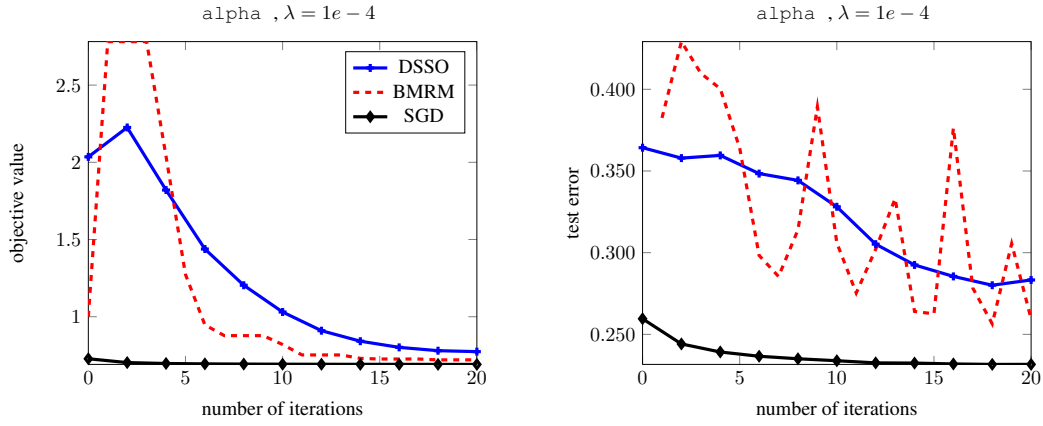 alpha , λ = 1e − 4
objective value
2.5
2
1.5
1
0
5
10
15
20
number of iterations
DSSO
BMRM
SGD
alpha , λ = 1e − 4
test error
0.400
0.350
0.300
0.250
0
5
10
15
20
number of iterations